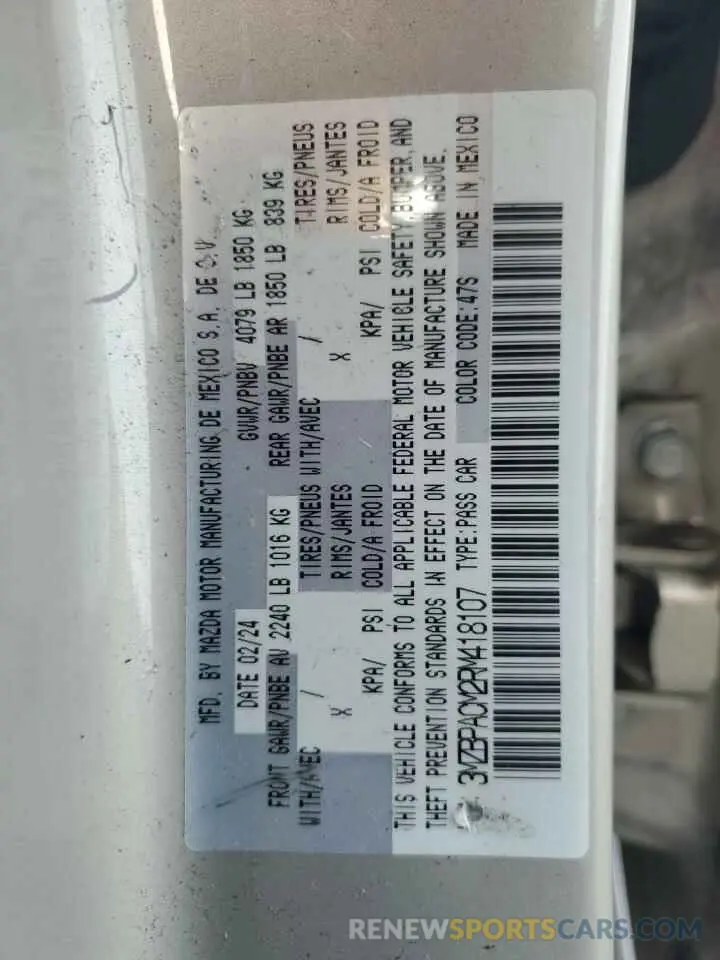 MFD. BY MAZDA MOTOR MANUFACTURING DE MEXICO S.A. DE C.V.
DATE 02/24 GVWR/PNBV 4079 LB 1850 KG
FRONT GAWR/PNBE AV 2240 LB 1016 KG REAR GAWR/PNBE AR 1850 LB 839 KG
WITH/AVEC / TIRES/PNEUS WITH/AVEC / TIRES/PNEUS
X RIMS/JANTES X RIMS/JANTES
KPA/ PSI COLD/A FROID KPA/ PSI COLD/A FROID
THIS VEHICLE CONFORMS TO ALL APPLICABLE FEDERAL MOTOR VEHICLE SAFETY, BUMPER, AND
THEFT PREVENTION STANDARDS IN EFFECT ON THE DATE OF MANUFACTURE SHOWN ABOVE.
3MZBPACM2RM418107 TYPE:PASS CAR COLOR CODE:47S MADE IN MEXICO
RENEWSPORTSCARS.COM